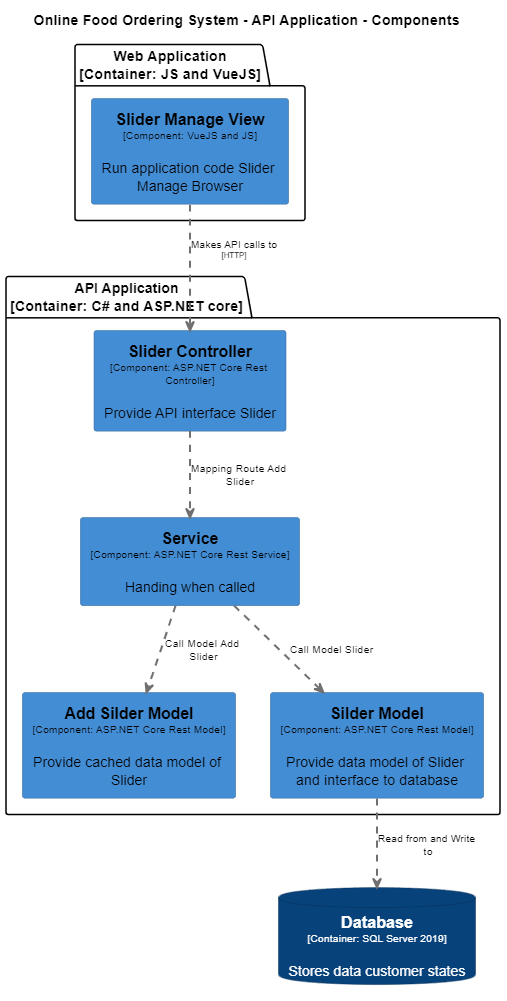 Online Food Ordering System - API Application - Components
Web Application
[Container: JS and VueJS]
Slider Manage View
[Component: VueJS and JS]
Run application code Slider
Manage Browser
Makes API calls to
[HTTP]
API Application
[Container: C# and ASP.NET core]
Slider Controller
[Component: ASP.NET Core Rest
Controller]
Provide API interface Slider
Mapping Route Add
Slider
Service
[Component: ASP.NET Core Rest Service]
Handing when called
Call Model Add
Slider
Call Model Slider
Add Silder Model
[Component: ASP.NET Core Rest Model]
Provide cached data model of
Slider
Silder Model
[Component: ASP.NET Core Rest Model]
Provide data model of Slider
and interface to database
Read from and Write
to
Database
[Container: SQL Server 2019]
Stores data customer states